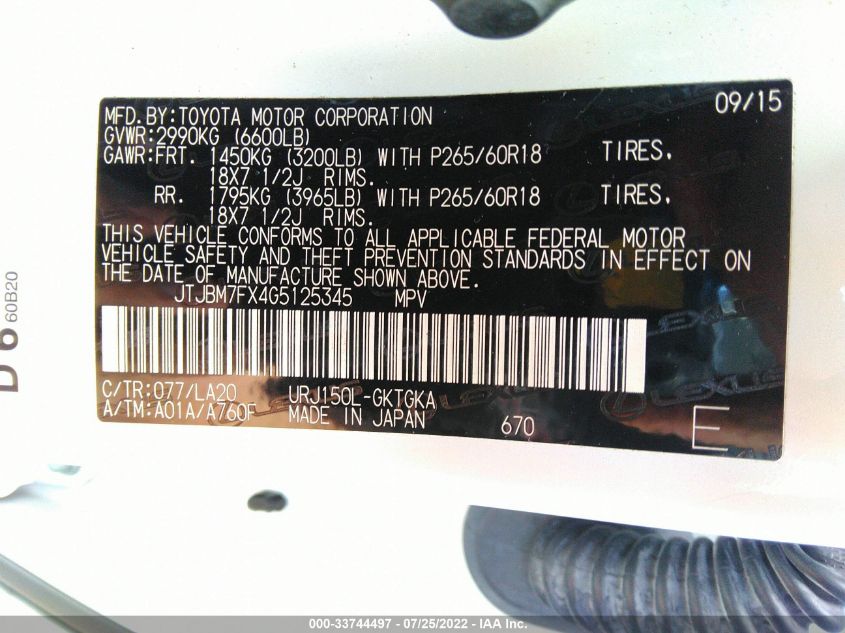 MFD.BY:TOYOTA MOTOR CORPORATION 09/15
GVWR:2990KG (6600LB)
GAWR:FRT. 1450KG (3200LB) WITH P265/60R18 TIRES,
18X7 1/2J RIMS.
RR. 1795KG (3965LB) WITH P265/60R18 TIRES,
18X7 1/2J RIMS.
THIS VEHICLE CONFORMS TO ALL APPLICABLE FEDERAL MOTOR
VEHICLE SAFETY AND THEFT PREVENTION STANDARDS IN EFFECT ON
THE DATE OF MANUFACTURE SHOWN ABOVE.
JTJBM7FX4G5125345 MPV
C/TR:077/LA20 URJ150L-GKTGKA
A/TM:A01A/A760F MADE IN JAPAN 670 E
LEXUS
D6 60B20
000-33744497 - 07/25/2022 - IAA Inc.